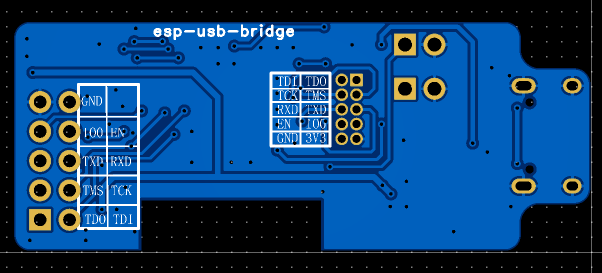 esp-usb-bridge
TDI TDO
TCK TMS
RXD TXD
EN IO0
GND 3V3
GND
IO0 EN
TXD RXD
TMS TCK
TDO TDI